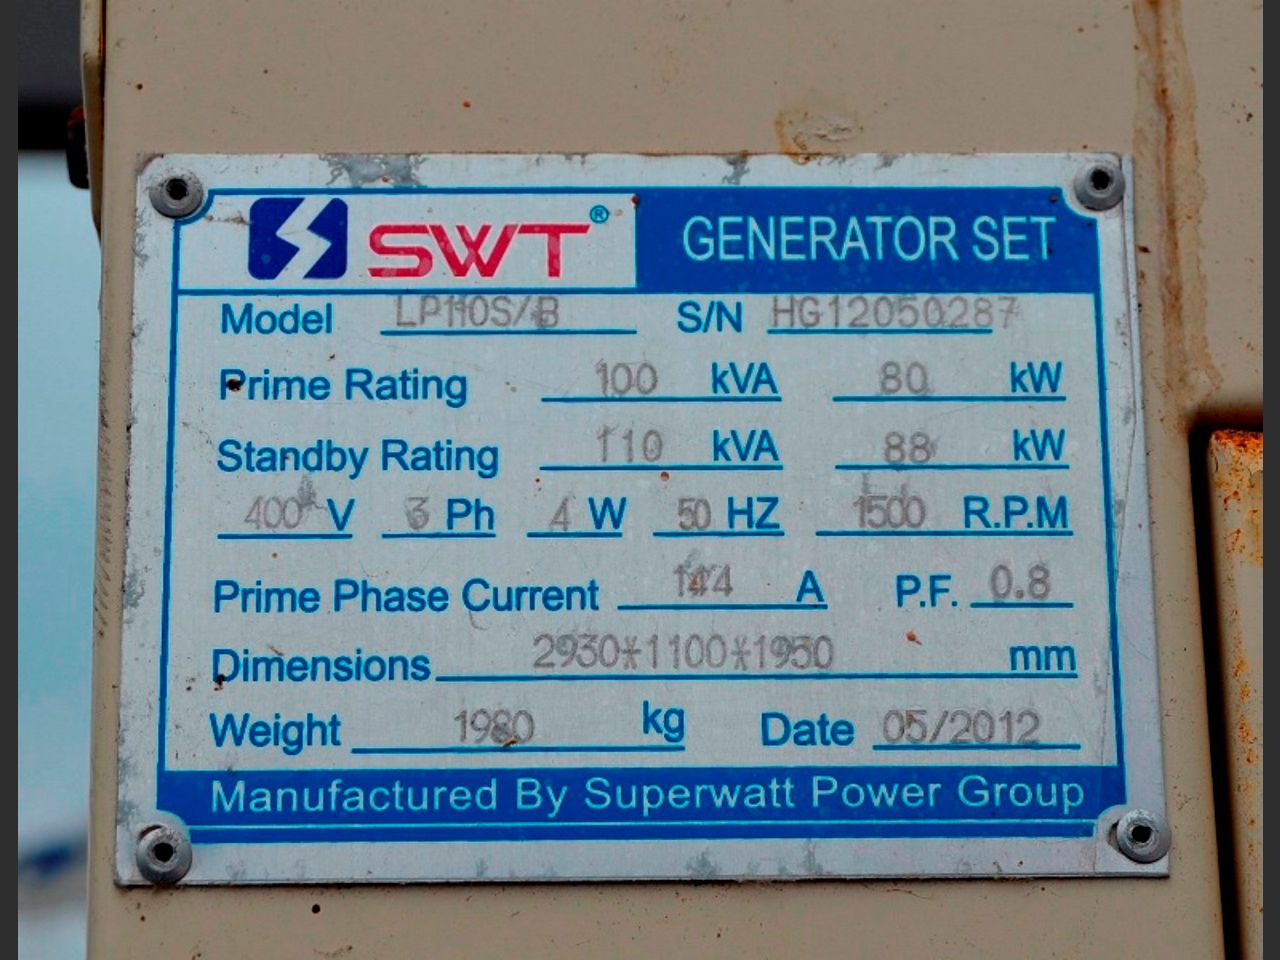 SWT® GENERATOR SET
Model LP110S/B S/N HG12050287
Prime Rating 100 kVA 80 kW
Standby Rating 110 kVA 88 kW
400 V 3 Ph 4 W 50 HZ 1500 R.P.M
Prime Phase Current 144 A P.F. 0.8
Dimensions 2930*1100*1950 mm
Weight 1980 kg Date 05/2012
Manufactured By Superwatt Power Group